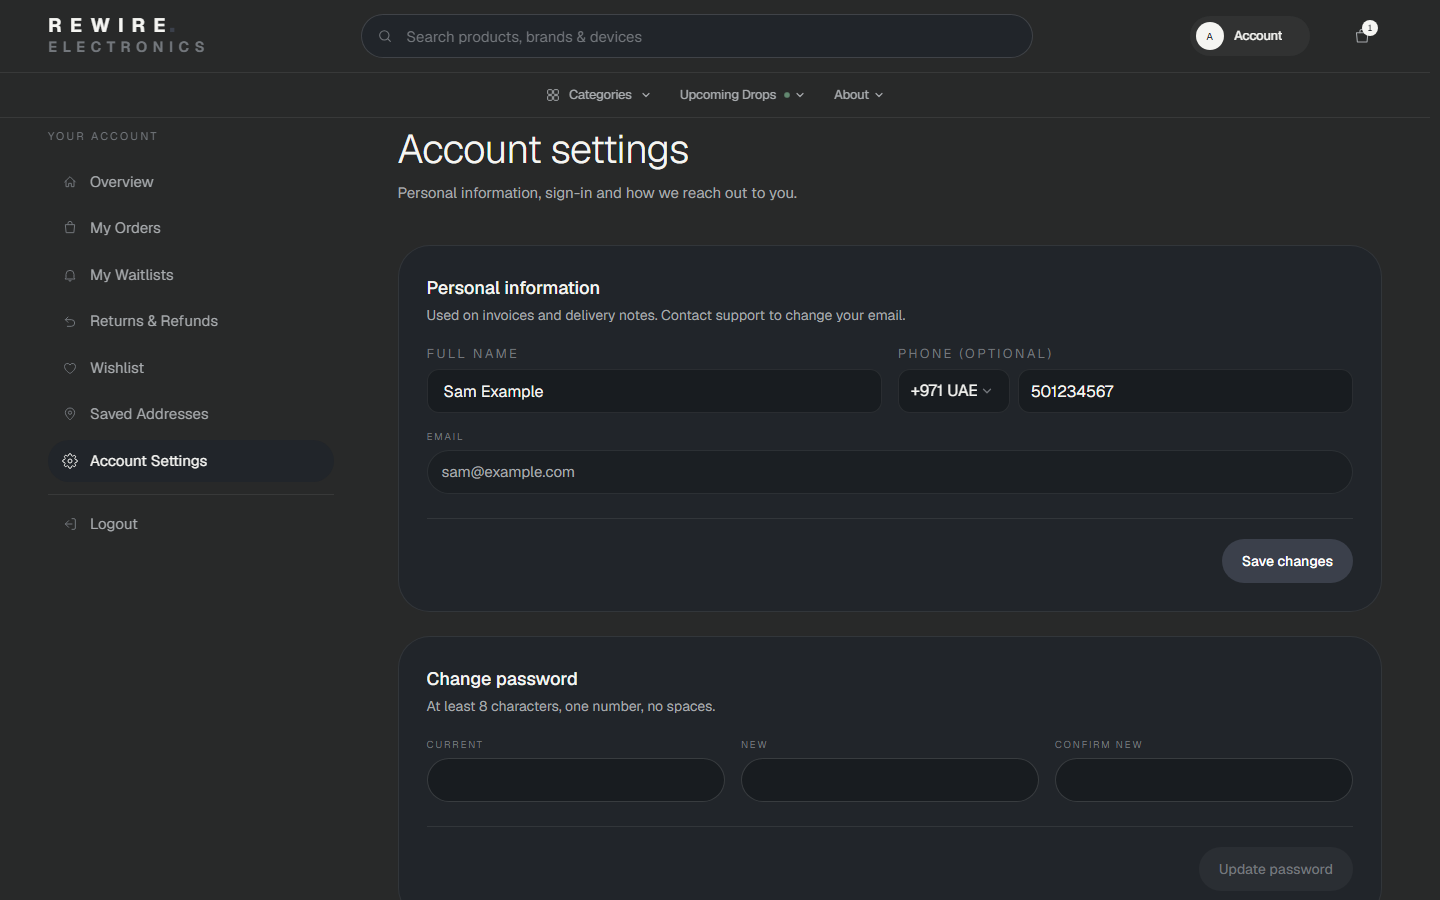 REWIRE.
ELECTRONICS
Search products, brands & devices
A
Account
1
Categories
Upcoming Drops
About
YOUR ACCOUNT
Overview
My Orders
My Waitlists
Returns & Refunds
Wishlist
Saved Addresses
Account Settings
Logout
Account settings
Personal information, sign-in and how we reach out to you.
Personal information
Used on invoices and delivery notes. Contact support to change your email.
FULL NAME
PHONE (OPTIONAL)
Sam Example
+971 UAE
501234567
EMAIL
sam@example.com
Save changes
Change password
At least 8 characters, one number, no spaces.
CURRENT
NEW
CONFIRM NEW
Update password